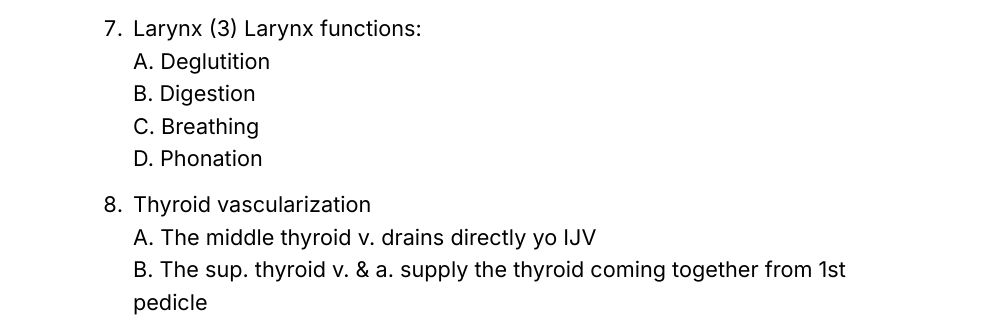 7. Larynx (3) Larynx functions:
A. Deglutition
B. Digestion
C. Breathing
D. Phonation
8. Thyroid vascularization
A. The middle thyroid v. drains directly yo IJV
B. The sup. thyroid v. & a. supply the thyroid coming together from 1st
pedicle